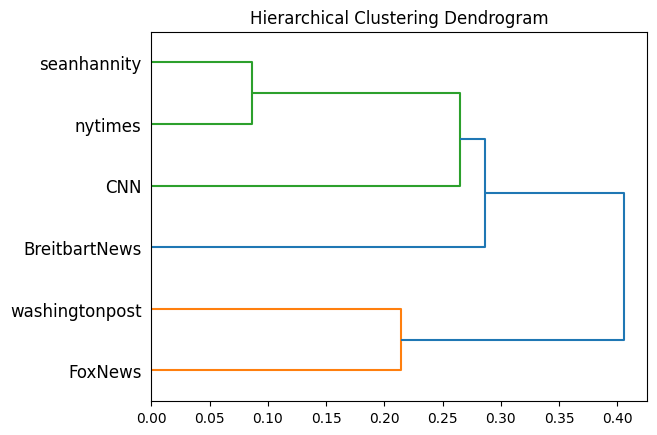 Hierarchical Clustering Dendrogram
seanhannity
nytimes
CNN
BreitbartNews
washingtonpost
FoxNews
0.00 0.05 0.10 0.15 0.20 0.25 0.30 0.35 0.40